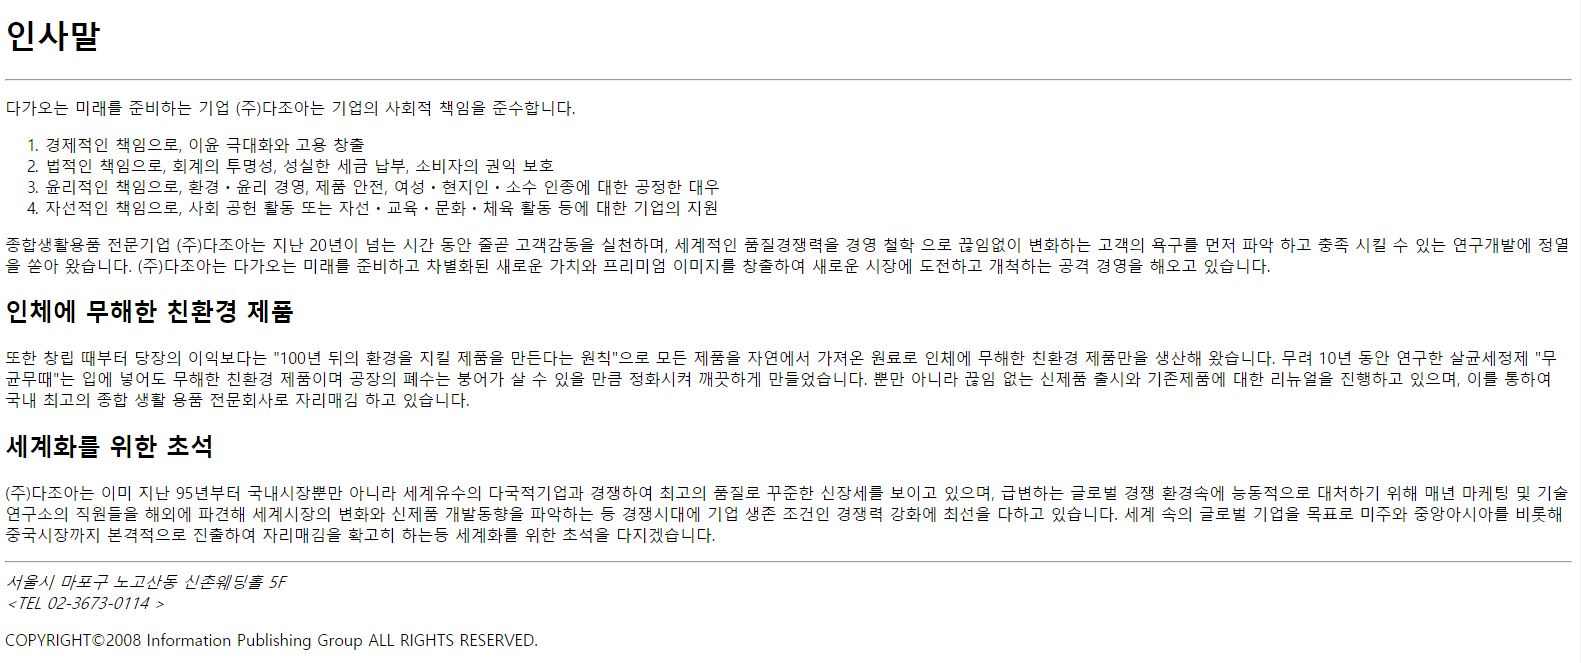 인사말
다가오는 미래를 준비하는 기업 (주)다조아는 기업의 사회적 책임을 준수합니다.
1. 경제적인 책임으로, 이윤 극대화와 고용 창출
2. 법적인 책임으로, 회계의 투명성, 성실한 세금 납부, 소비자의 권익 보호
3. 윤리적인 책임으로, 환경・윤리 경영, 제품 안전, 여성・현지인・소수 인종에 대한 공정한 대우
4. 자선적인 책임으로, 사회 공헌 활동 또는 자선・교육・문화・체육 활동 등에 대한 기업의 지원
종합생활용품 전문기업 (주)다조아는 지난 20년이 넘는 시간 동안 줄곧 고객감동을 실천하며, 세계적인 품질경쟁력을 경영 철학 으로 끊임없이 변화하는 고객의 욕구를 먼저 파악 하고 충족 시킬 수 있는 연구개발에 정열
을 쏟아 왔습니다. (주)다조아는 다가오는 미래를 준비하고 차별화된 새로운 가치와 프리미엄 이미지를 창출하여 새로운 시장에 도전하고 개척하는 공격 경영을 해오고 있습니다.
인체에 무해한 친환경 제품
또한 창립 때부터 당장의 이익보다는 "100년 뒤의 환경을 지킬 제품을 만든다는 원칙"으로 모든 제품을 자연에서 가져온 원료로 인체에 무해한 친환경 제품만을 생산해 왔습니다. 무려 10년 동안 연구한 살균세정제 "무
균무때"는 입에 넣어도 무해한 친환경 제품이며 공장의 폐수는 붕어가 살 수 있을 만큼 정화시켜 깨끗하게 만들었습니다. 뿐만 아니라 끊임 없는 신제품 출시와 기존제품에 대한 리뉴얼을 진행하고 있으며, 이를 통하여
국내 최고의 종합 생활 용품 전문회사로 자리매김 하고 있습니다.
세계화를 위한 초석
(주)다조아는 이미 지난 95년부터 국내시장뿐만 아니라 세계유수의 다국적기업과 경쟁하여 최고의 품질로 꾸준한 신장세를 보이고 있으며, 급변하는 글로벌 경쟁 환경속에 능동적으로 대처하기 위해 매년 마케팅 및 기술
연구소의 직원들을 해외에 파견해 세계시장의 변화와 신제품 개발동향을 파악하는 등 경쟁시대에 기업 생존 조건인 경쟁력 강화에 최선을 다하고 있습니다. 세계 속의 글로벌 기업을 목표로 미주와 중앙아시아를 비롯해
중국시장까지 본격적으로 진출하여 자리매김을 확고히 하는등 세계화를 위한 초석을 다지겠습니다.
서울시 마포구 노고산동 신촌웨딩홀 5F
<TEL 02-3673-0114 >
COPYRIGHT©2008 Information Publishing Group ALL RIGHTS RESERVED.